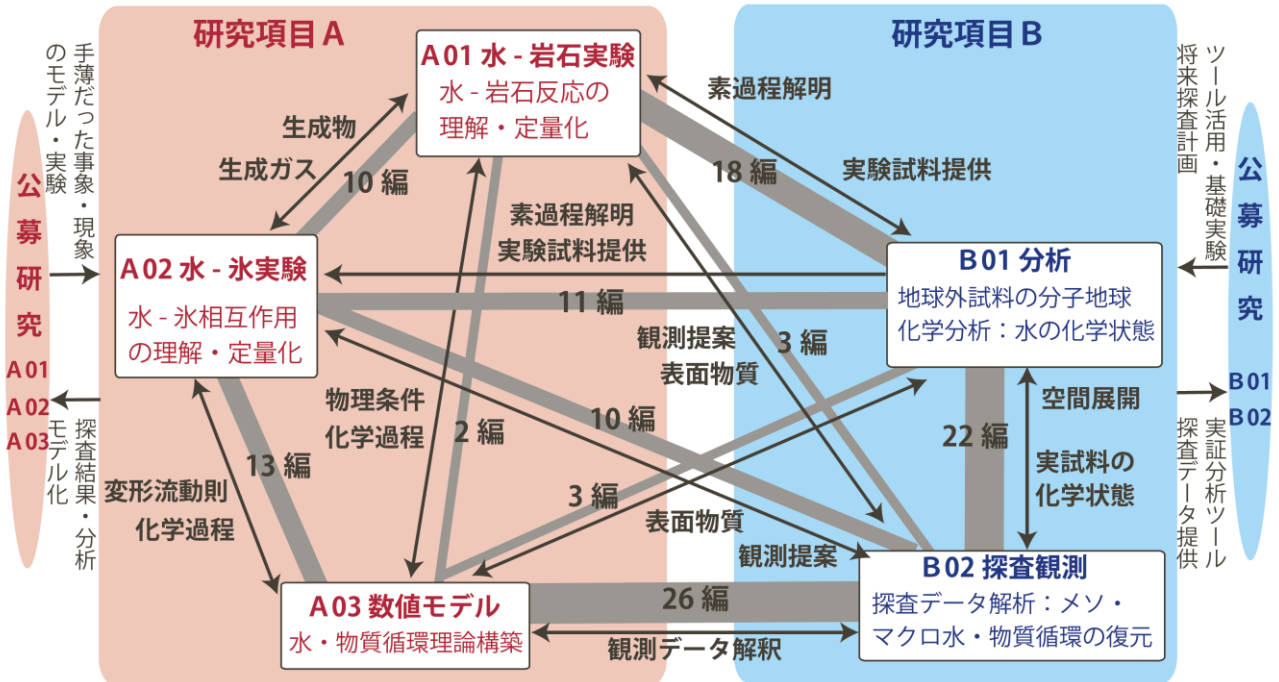 研究項目A
研究項目B
手薄だった事象・現象
のモデル・実験
公募研究
A01
A02
A03
探査結果・分析
モデル化
A01 水 - 岩石実験
水 - 岩石反応の
理解・定量化
生成物
生成ガス
10 編
素過程解明
18 編
実験試料提供
素過程解明
実験試料提供
A02 水 - 氷実験
水 - 氷相互作用
の理解・定量化
11 編
B01 分析
地球外試料の分子地球
化学分析：水の化学状態
観測提案
表面物質
3 編
物理条件
化学過程
2 編
10 編
空間展開
22 編
実試料の
化学状態
13 編
変形流動則
化学過程
3 編
表面物質
観測提案
A03 数値モデル
水・物質循環理論構築
26 編
観測データ解釈
B02 探査観測
探査データ解析：メソ・
マクロ水・物質循環の復元
ツール活用・基礎実験
将来探査計画
公募研究
B01
B02
実証分析ツール
探査データ提供